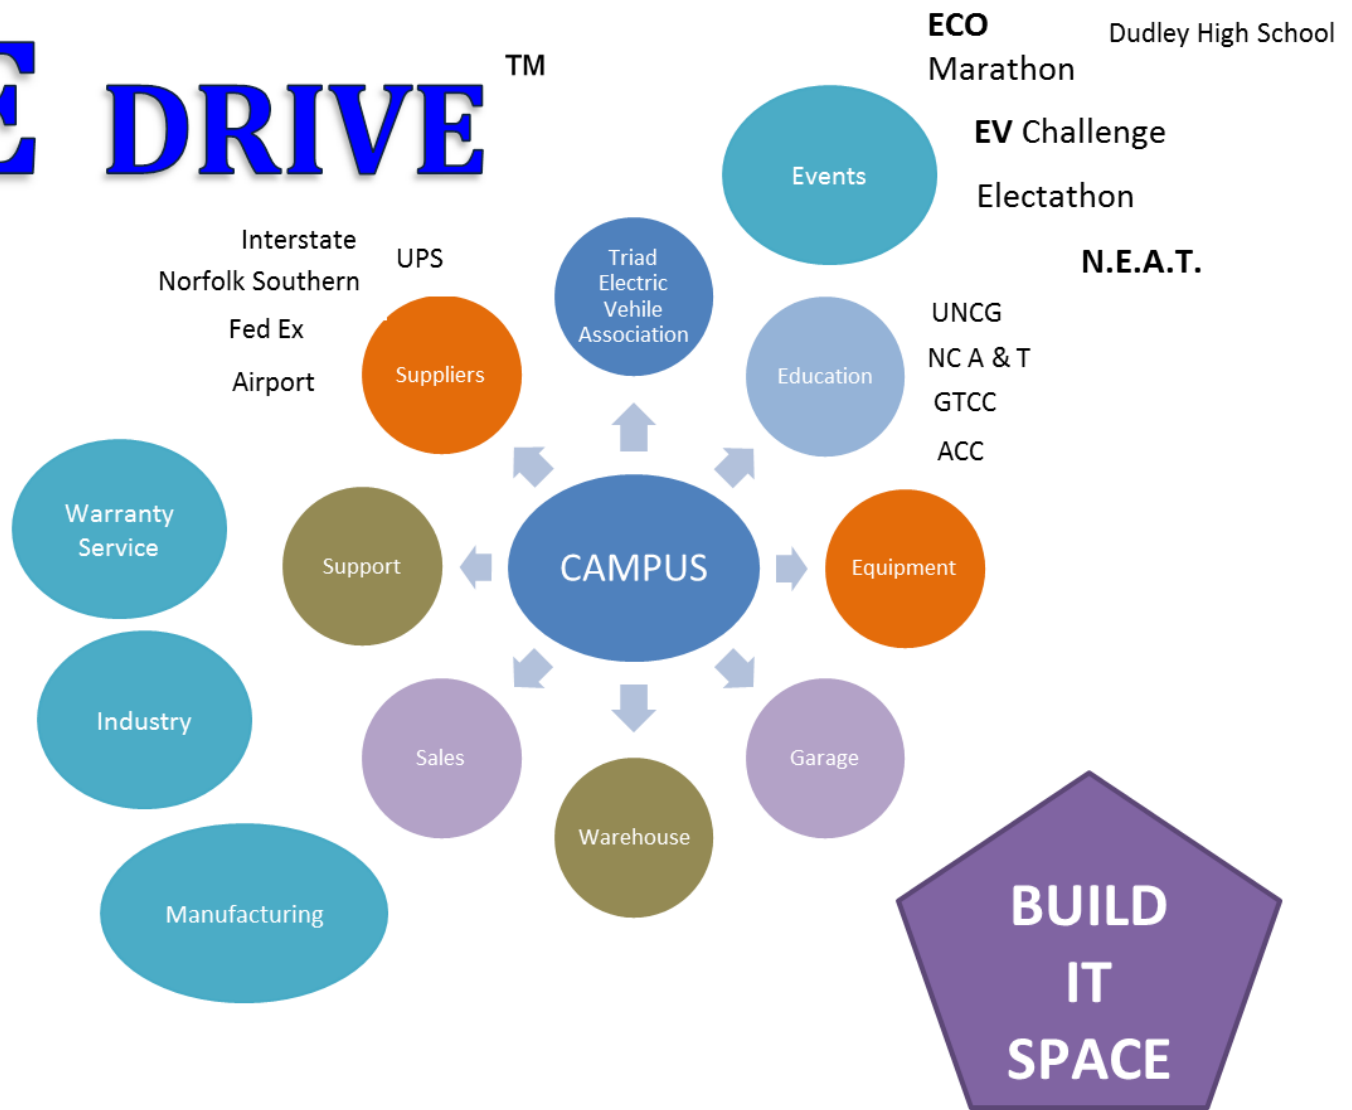 E DRIVE ™
ECO
Marathon
Dudley High School
EV Challenge
Electathon
N.E.A.T.
Events
Interstate
UPS
Norfolk Southern
Fed Ex
Airport
Suppliers
Triad
Electric
Vehile
Association
Education
UNCG
NC A & T
GTCC
ACC
Warranty
Service
Support
CAMPUS
Equipment
Industry
Sales
Garage
Warehouse
Manufacturing
BUILD
IT
SPACE